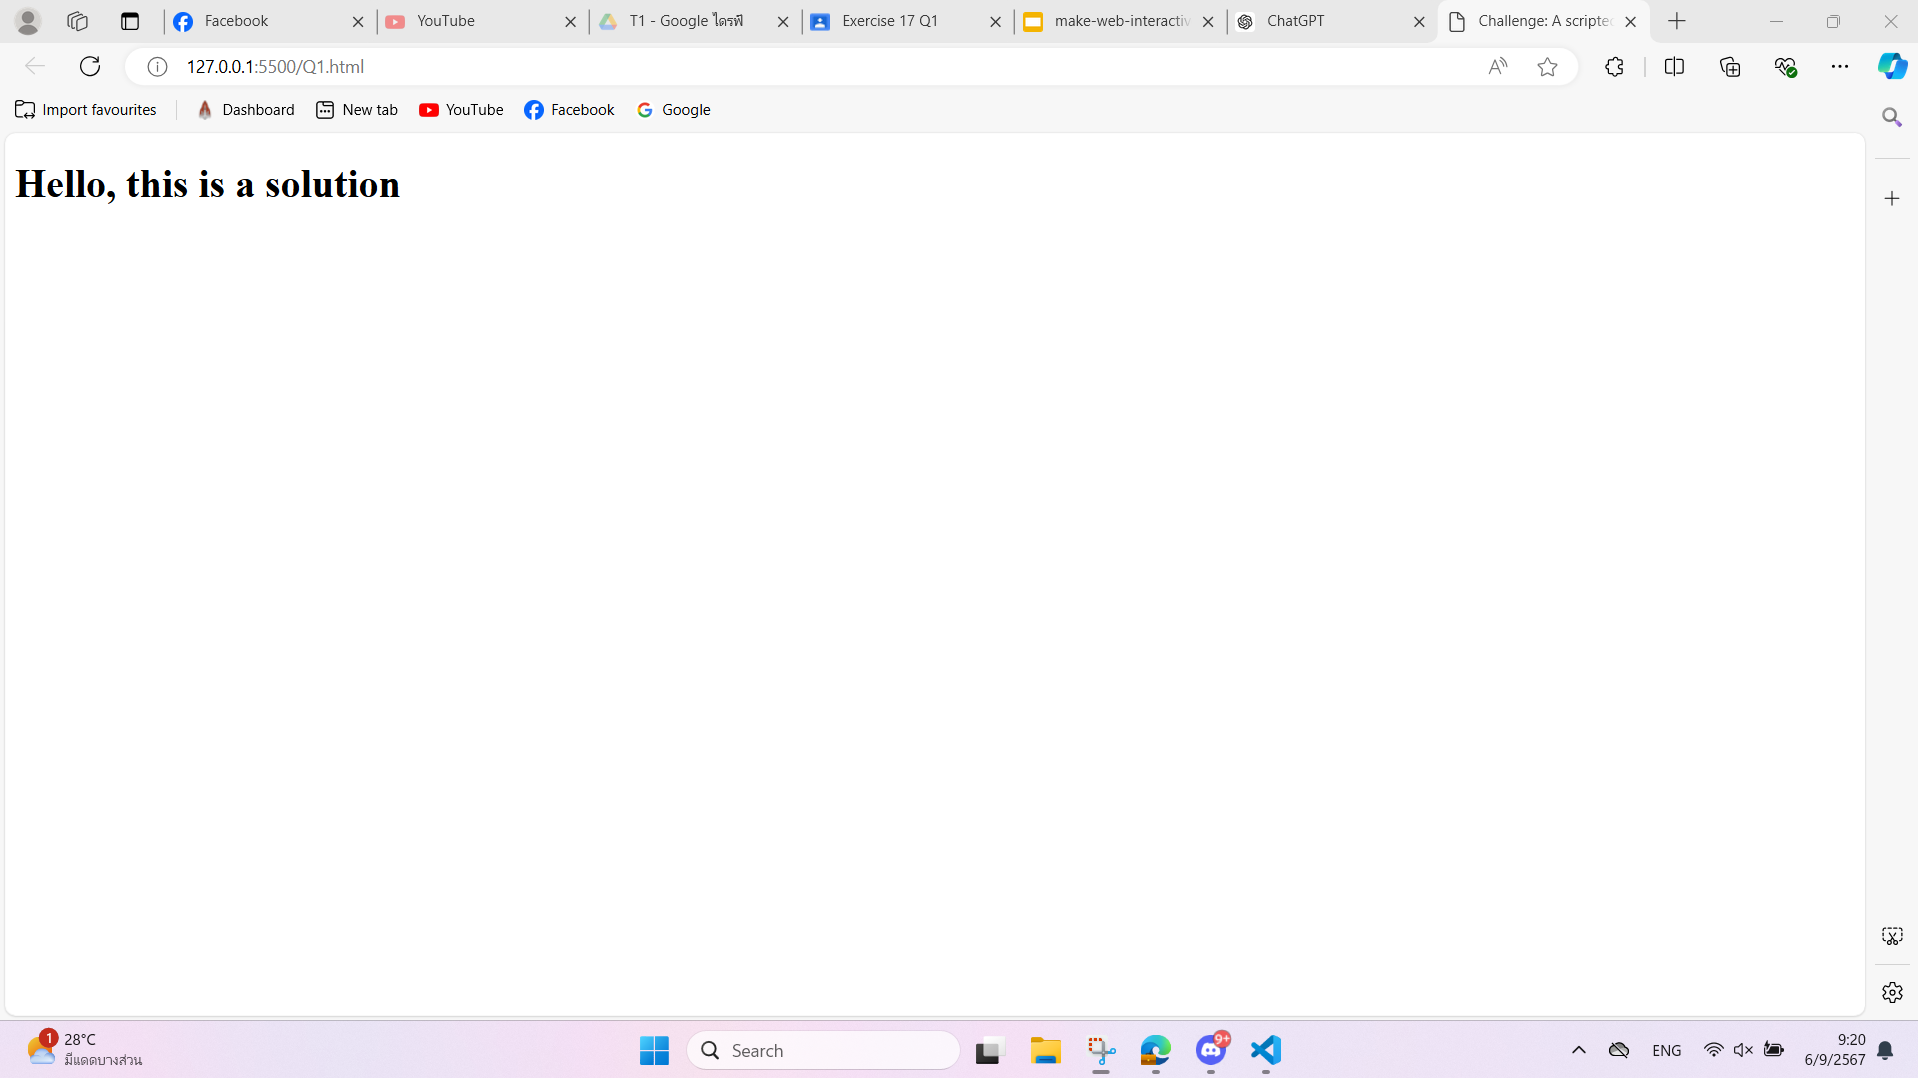 Facebook
YouTube
T1 - Google ไดรฟ์
Exercise 17 Q1
make-web-interactiv
ChatGPT
Challenge: A scripted
127.0.0.1:5500/Q1.html
Import favourites
Dashboard
New tab
YouTube
Facebook
Google
Hello, this is a solution
1
28°C
มีแดดบางส่วน
Search
9+
ENG
9:20
6/9/2567